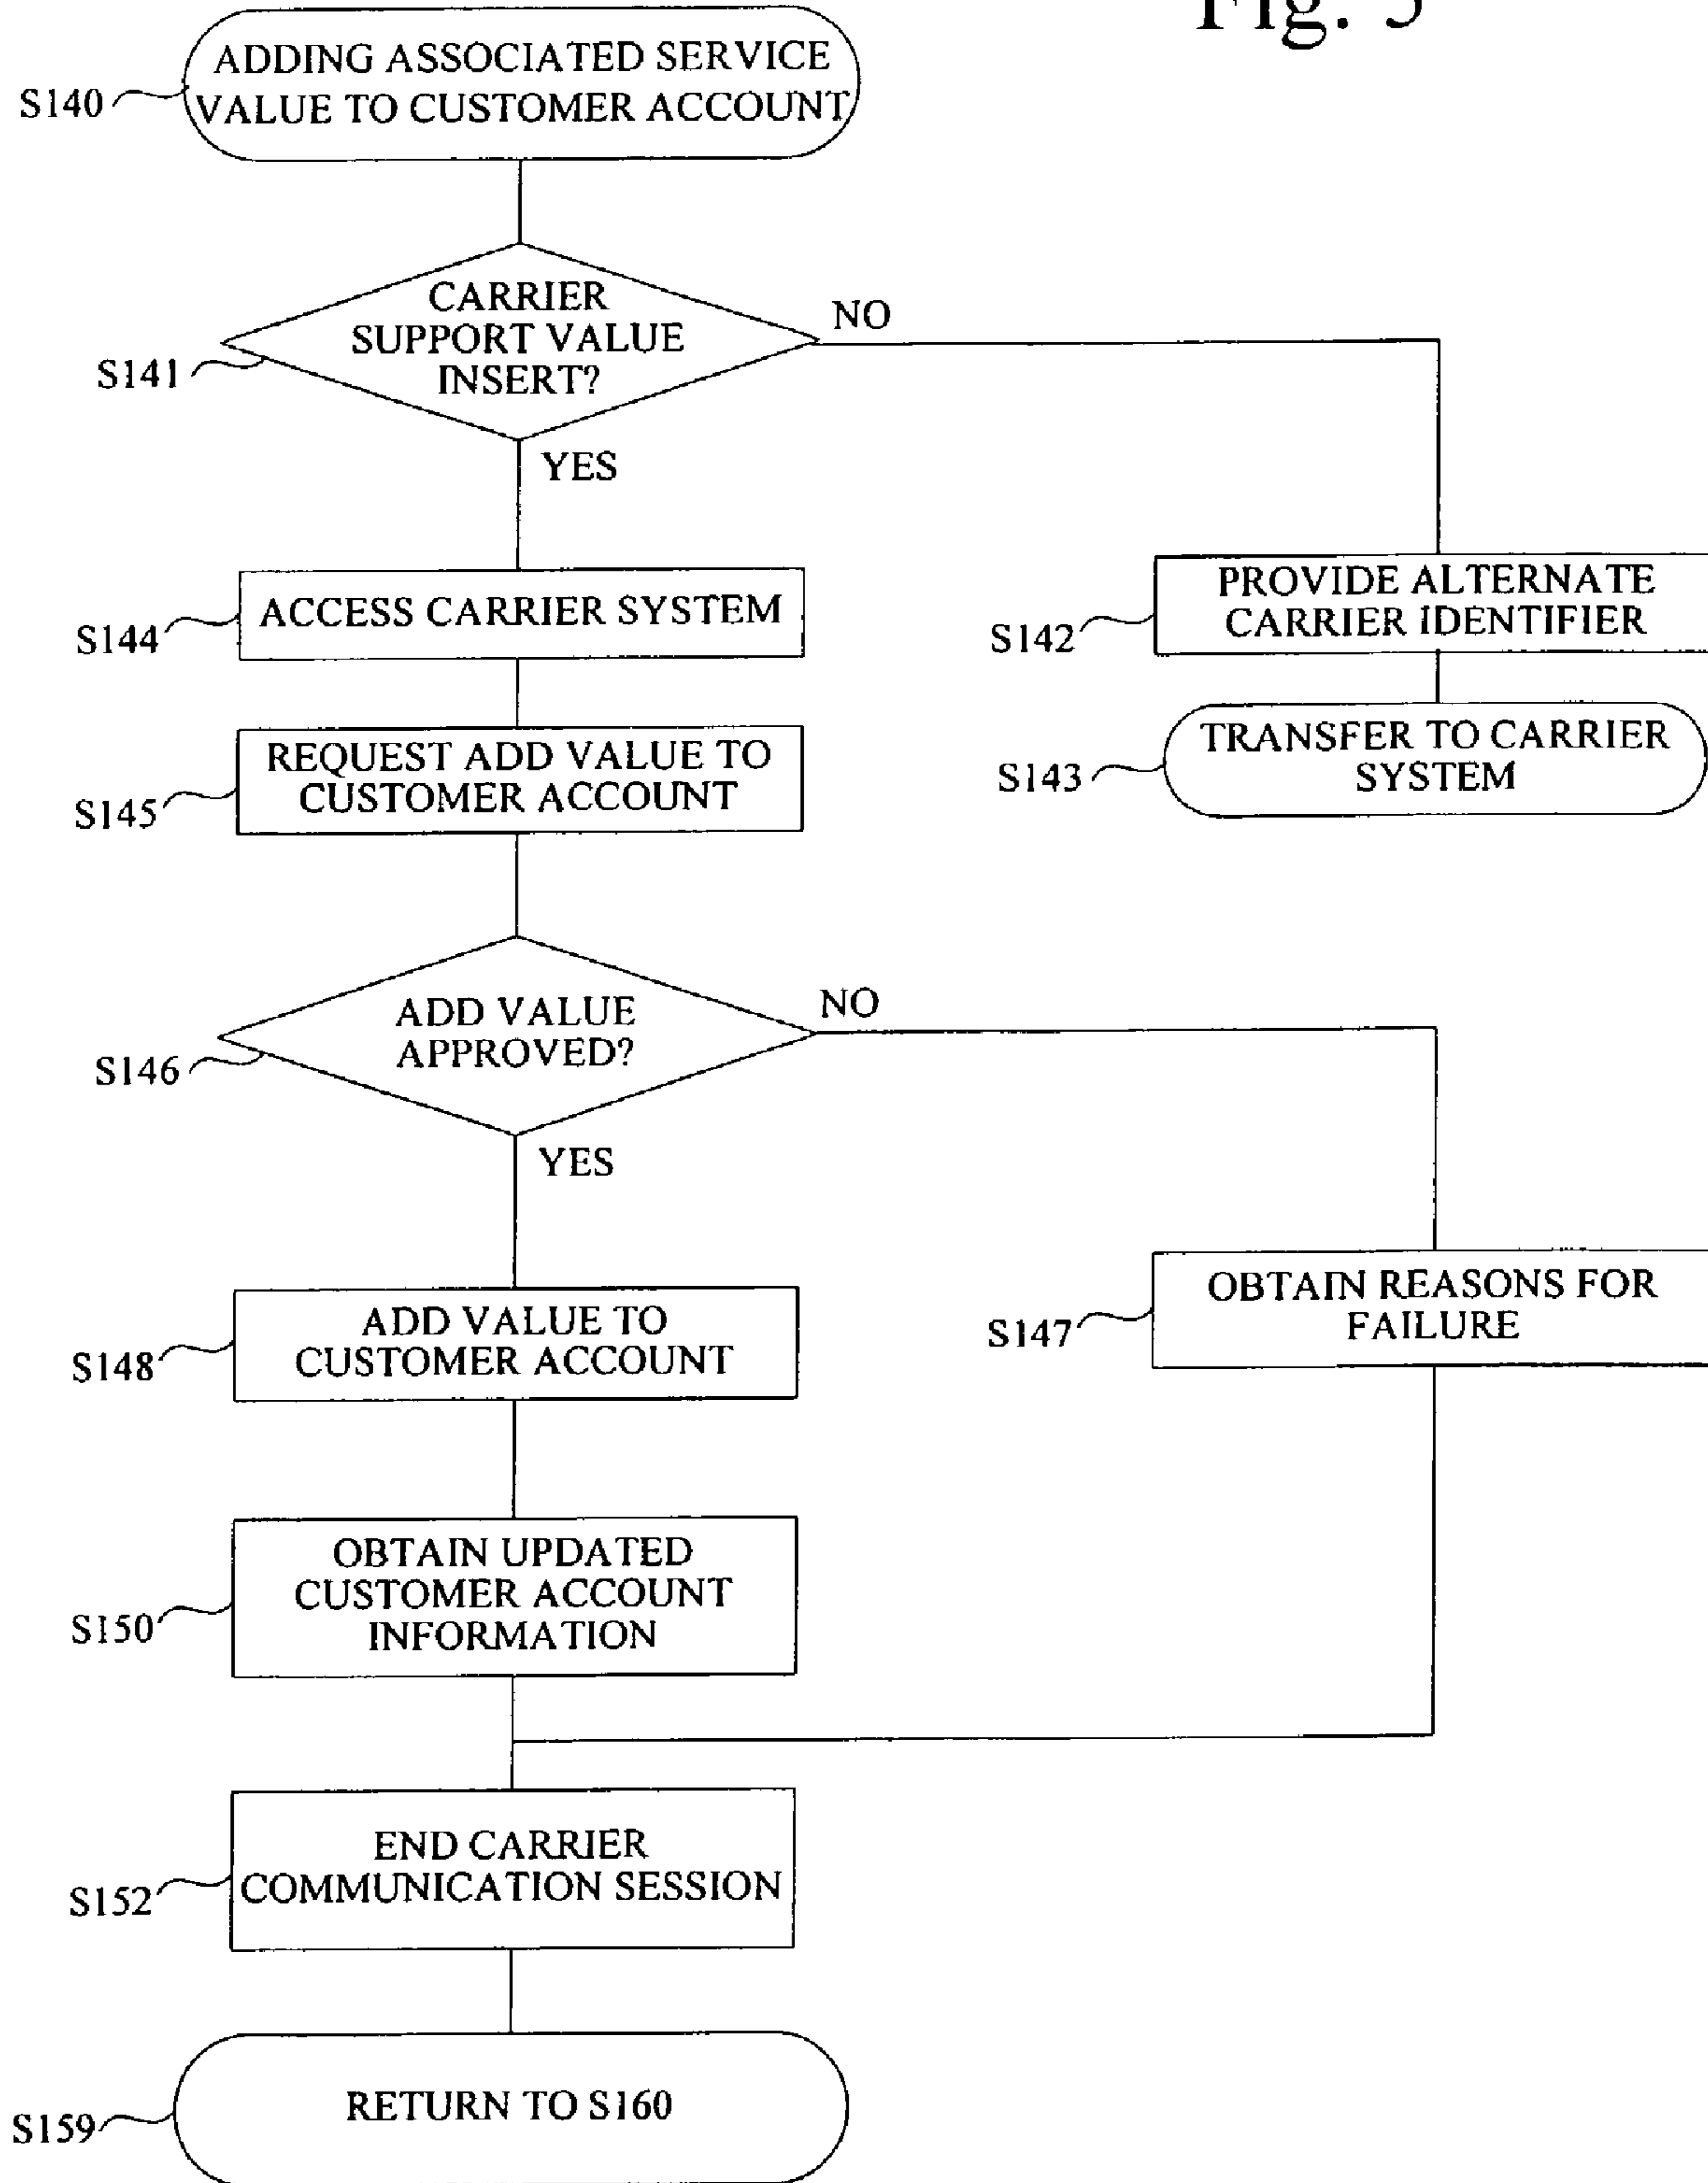 Fig. 5
ADDING ASSOCIATED SERVICE
VALUE TO CUSTOMER ACCOUNT
S140
CARRIER
SUPPORT VALUE
INSERT?
S141
NO
YES
PROVIDE ALTERNATE
CARRIER IDENTIFIER
S142
TRANSFER TO CARRIER
SYSTEM
S143
ACCESS CARRIER SYSTEM
S144
REQUEST ADD VALUE TO
CUSTOMER ACCOUNT
S145
ADD VALUE
APPROVED?
S146
NO
YES
OBTAIN REASONS FOR
FAILURE
S147
ADD VALUE TO
CUSTOMER ACCOUNT
S148
OBTAIN UPDATED
CUSTOMER ACCOUNT
INFORMATION
S150
END CARRIER
COMMUNICATION SESSION
S152
RETURN TO S160
S159